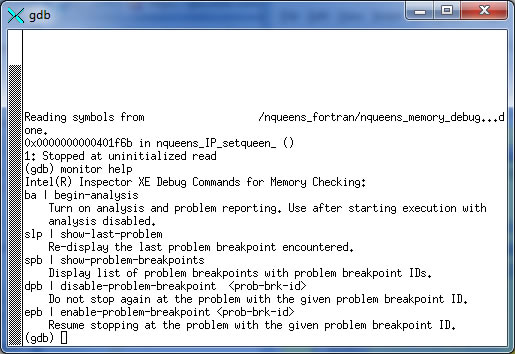 gdb
Reading symbols from /nqueens_fortran/nqueens_memory_debug...d
one.
0x0000000000401f6b in nqueens_IP_setqueen_ ()
1: Stopped at uninitialized read
(gdb) monitor help
Intel(R) Inspector XE Debug Commands for Memory Checking:
ba | begin-analysis
Turn on analysis and problem reporting. Use after starting execution with
analysis disabled.
slp | show-last-problem
Re-display the last problem breakpoint encountered.
spb | show-problem-breakpoints
Display list of problem breakpoints with problem breakpoint IDs.
dpb | disable-problem-breakpoint <prob-brk-id>
Do not stop again at the problem with the given problem breakpoint ID.
epb | enable-problem-breakpoint <prob-brk-id>
Resume stopping at the problem with the given problem breakpoint ID.
(gdb)